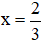 x = 2/3